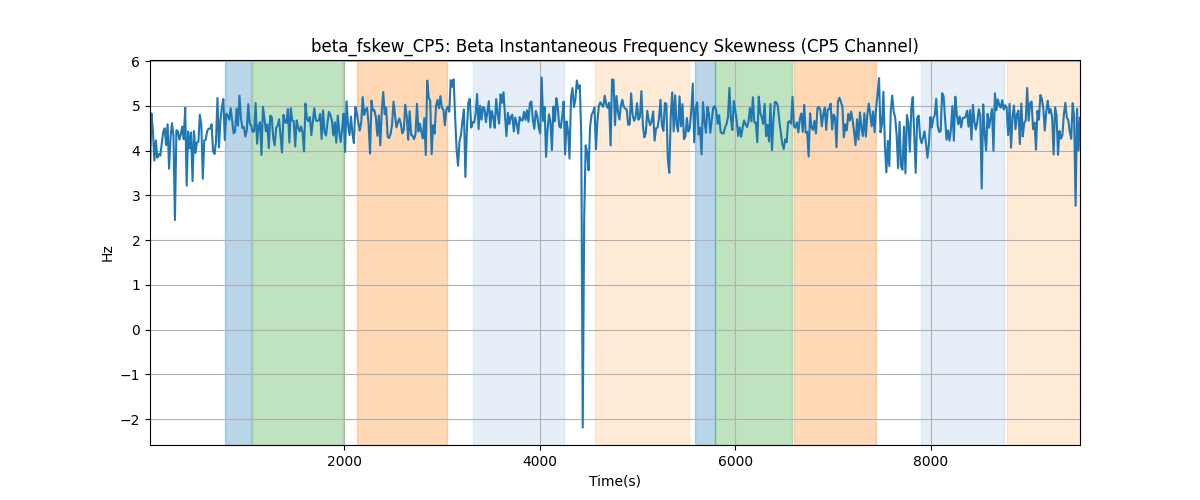 beta_fskew_CP5: Beta Instantaneous Frequency Skewness (CP5 Channel)
6
5
4
3
2
1
0
−1
−2
Hz
2000 4000 6000 8000
Time(s)